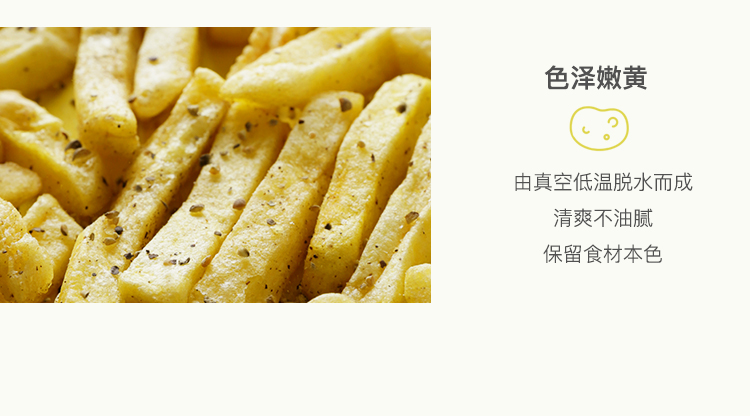 色泽嫩黄
由真空低温脱水而成
清爽不油腻
保留食材本色